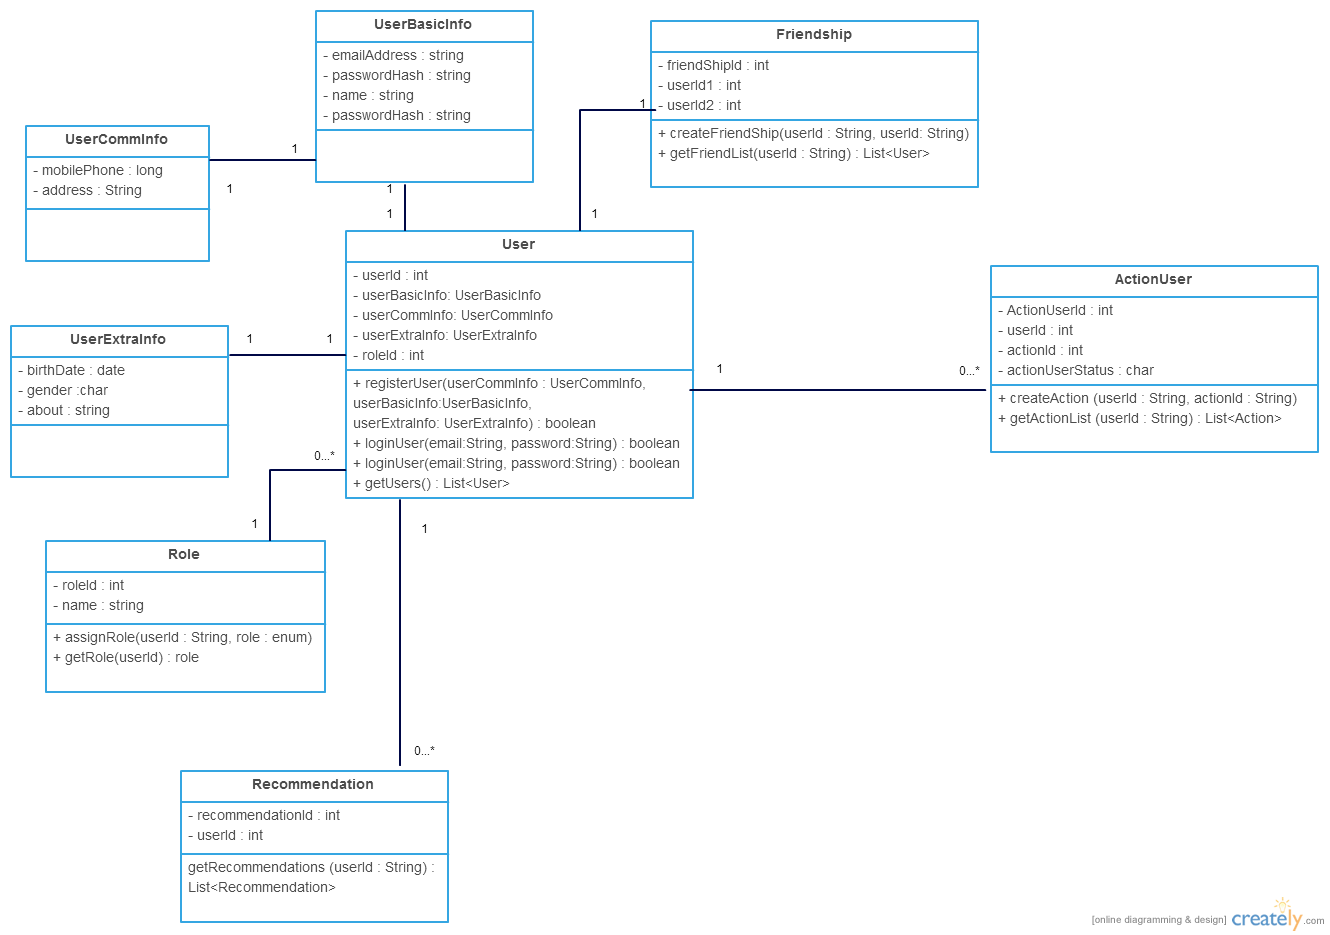 UserBasicInfo
- emailAddress : string
- passwordHash : string
- name : string
- passwordHash : string
Friendship
- friendShipId : int
- userId1 : int
- userId2 : int
+ createFriendShip(userId : String, userId: String)
+ getFriendList(userId : String) : List<User>
UserCommInfo
- mobilePhone : long
- address : String
1
1
1
1
1
1
User
- userId : int
- userBasicInfo: UserBasicInfo
- userCommInfo: UserCommInfo
- userExtraInfo: UserExtraInfo
- roleId : int
+ registerUser(userCommInfo : UserCommInfo,
userBasicInfo:UserBasicInfo,
userExtraInfo: UserExtraInfo) : boolean
+ loginUser(email:String, password:String) : boolean
+ loginUser(email:String, password:String) : boolean
+ getUsers() : List<User>
ActionUser
- ActionUserId : int
- userId : int
- actionId : int
- actionUserStatus : char
+ createAction (userId : String, actionId : String)
+ getActionList (userId : String) : List<Action>
UserExtraInfo
- birthDate : date
- gender :char
- about : string
1
1
1
0...*
0...*
1
1
0...*
Role
- roleId : int
- name : string
+ assignRole(userId : String, role : enum)
+ getRole(userId) : role
Recommendation
- recommendationId : int
- userId : int
getRecommendations (userId : String) :
List<Recommendation>
[online diagramming & design] creately.com